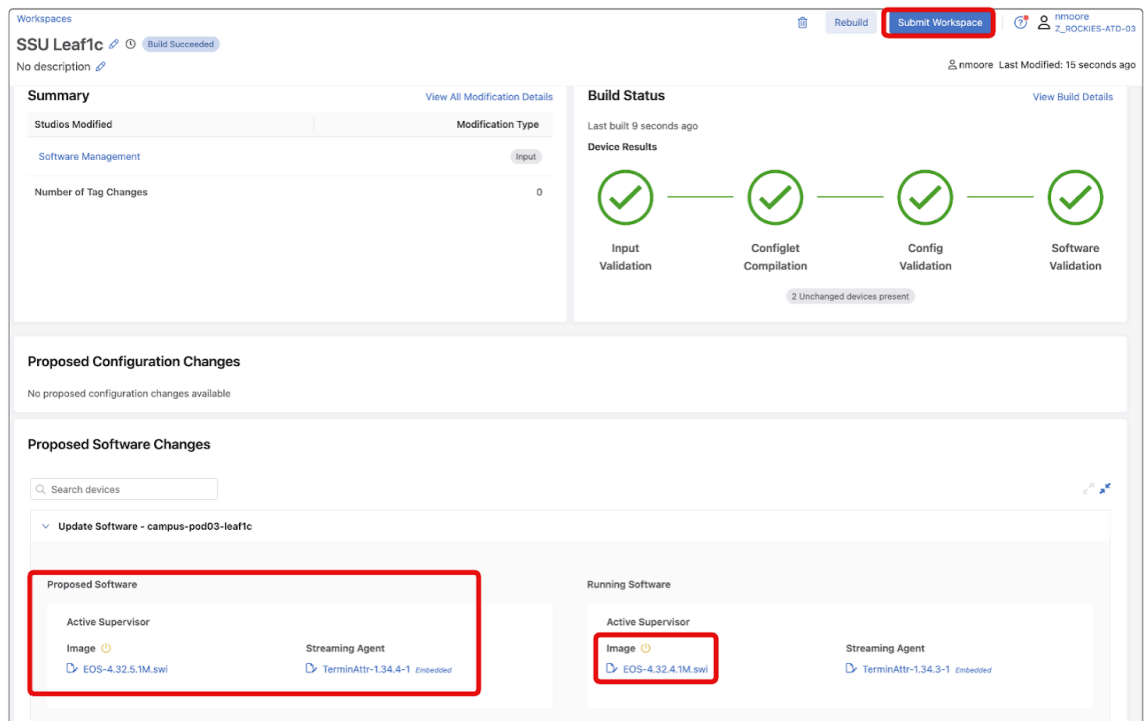 Workspaces
SSU Leaf1c Build Succeeded
No description
Rebuild Submit Workspace
nmoore
Z_ROCKIES-ATD-03
nmoore Last Modified: 15 seconds ago
Summary View All Modification Details
Studios Modified Modification Type
Software Management Input
Number of Tag Changes 0
Build Status View Build Details
Last built 9 seconds ago
Device Results
Input Validation
Configlet Compilation
Config Validation
Software Validation
2 Unchanged devices present
Proposed Configuration Changes
No proposed configuration changes available
Proposed Software Changes
Search devices
Update Software - campus-pod03-leaf1c
Proposed Software
Active Supervisor
Image Streaming Agent
EOS-4.32.5.1M.swi TerminAttr-1.34.4-1 Embedded
Running Software
Active Supervisor
Image Streaming Agent
EOS-4.32.4.1M.swi TerminAttr-1.34.3-1 Embedded